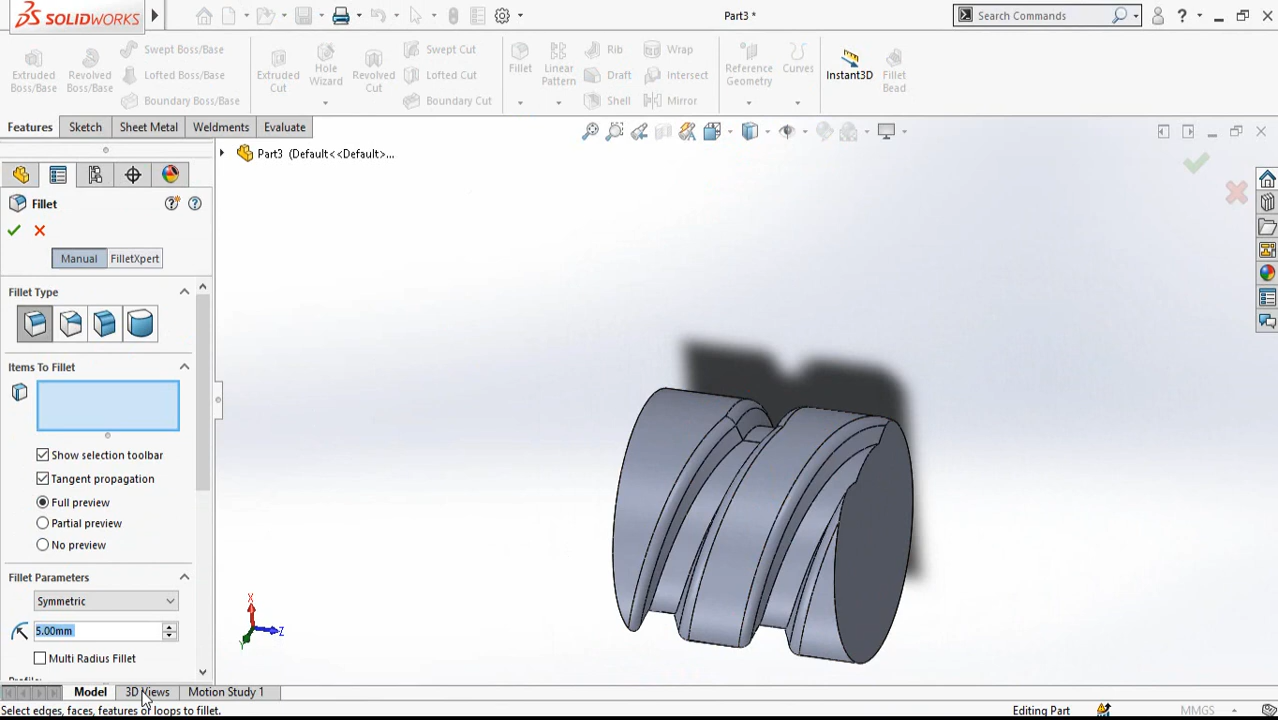 SOLIDWORKS
Part3 *
Search Commands
Extruded Boss/Base
Revolved Boss/Base
Swept Boss/Base
Lofted Boss/Base
Boundary Boss/Base
Extruded Cut
Hole Wizard
Revolved Cut
Swept Cut
Lofted Cut
Boundary Cut
Fillet
Linear Pattern
Rib
Draft
Shell
Wrap
Intersect
Mirror
Reference Geometry
Curves
Instant3D
Fillet Bead
Features
Sketch
Sheet Metal
Weldments
Evaluate
Part3 (Default<<Default>...
Fillet
Manual
FilletXpert
Fillet Type
Items To Fillet
Show selection toolbar
Tangent propagation
Full preview
Partial preview
No preview
Fillet Parameters
Symmetric
5.00mm
Multi Radius Fillet
X
Y
Z
Model
3D Views
Motion Study 1
Select edges, faces, features or loops to fillet.
Editing Part
MMGS